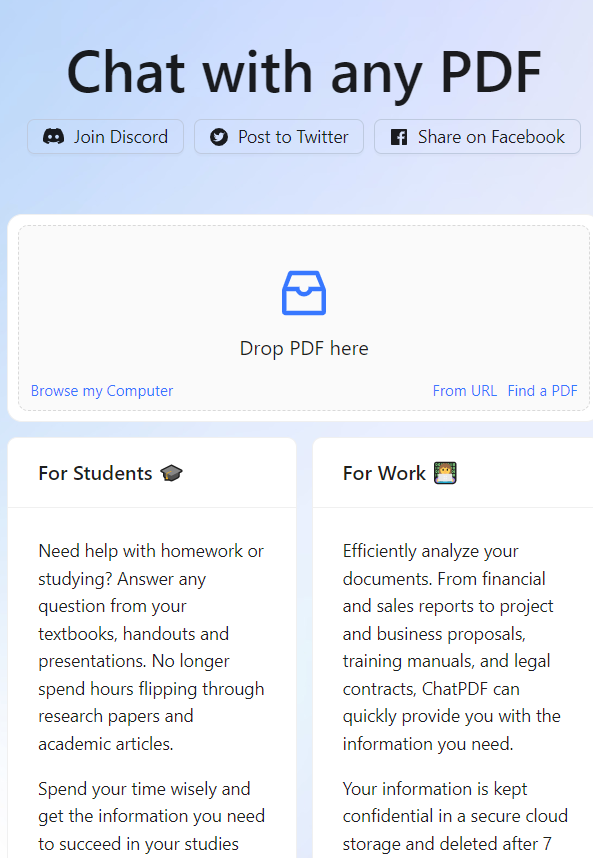 Chat with any PDF
Join Discord
Post to Twitter
Share on Facebook
Drop PDF here
Browse my Computer
From URL
Find a PDF
For Students 🎓
Need help with homework or
studying? Answer any
question from your
textbooks, handouts and
presentations. No longer
spend hours flipping through
research papers and
academic articles.
Spend your time wisely and
get the information you need
to succeed in your studies
For Work 👨‍💻
Efficiently analyze your
documents. From financial
and sales reports to project
and business proposals,
training manuals, and legal
contracts, ChatPDF can
quickly provide you with the
information you need.
Your information is kept
confidential in a secure cloud
storage and deleted after 7